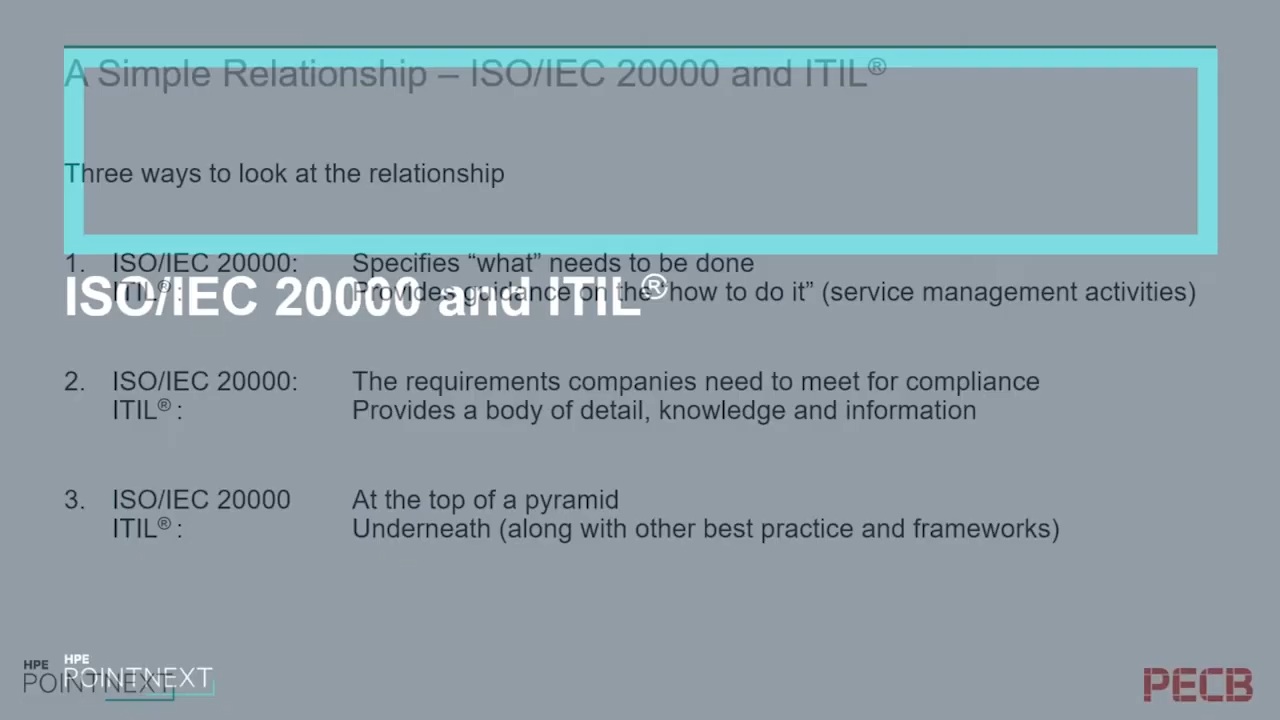 A Simple Relationship – ISO/IEC 20000 and ITIL®
Three ways to look at the relationship
1. ISO/IEC 20000: Specifies “what” needs to be done
ITIL® : Provides guidance on the “how to do it” (service management activities)
ISO/IEC 20000 and ITIL®
2. ISO/IEC 20000: The requirements companies need to meet for compliance
ITIL® : Provides a body of detail, knowledge and information
3. ISO/IEC 20000 At the top of a pyramid
ITIL® : Underneath (along with other best practice and frameworks)
HPE
POINTNEXT
HPE
POINTNEXT
PECB